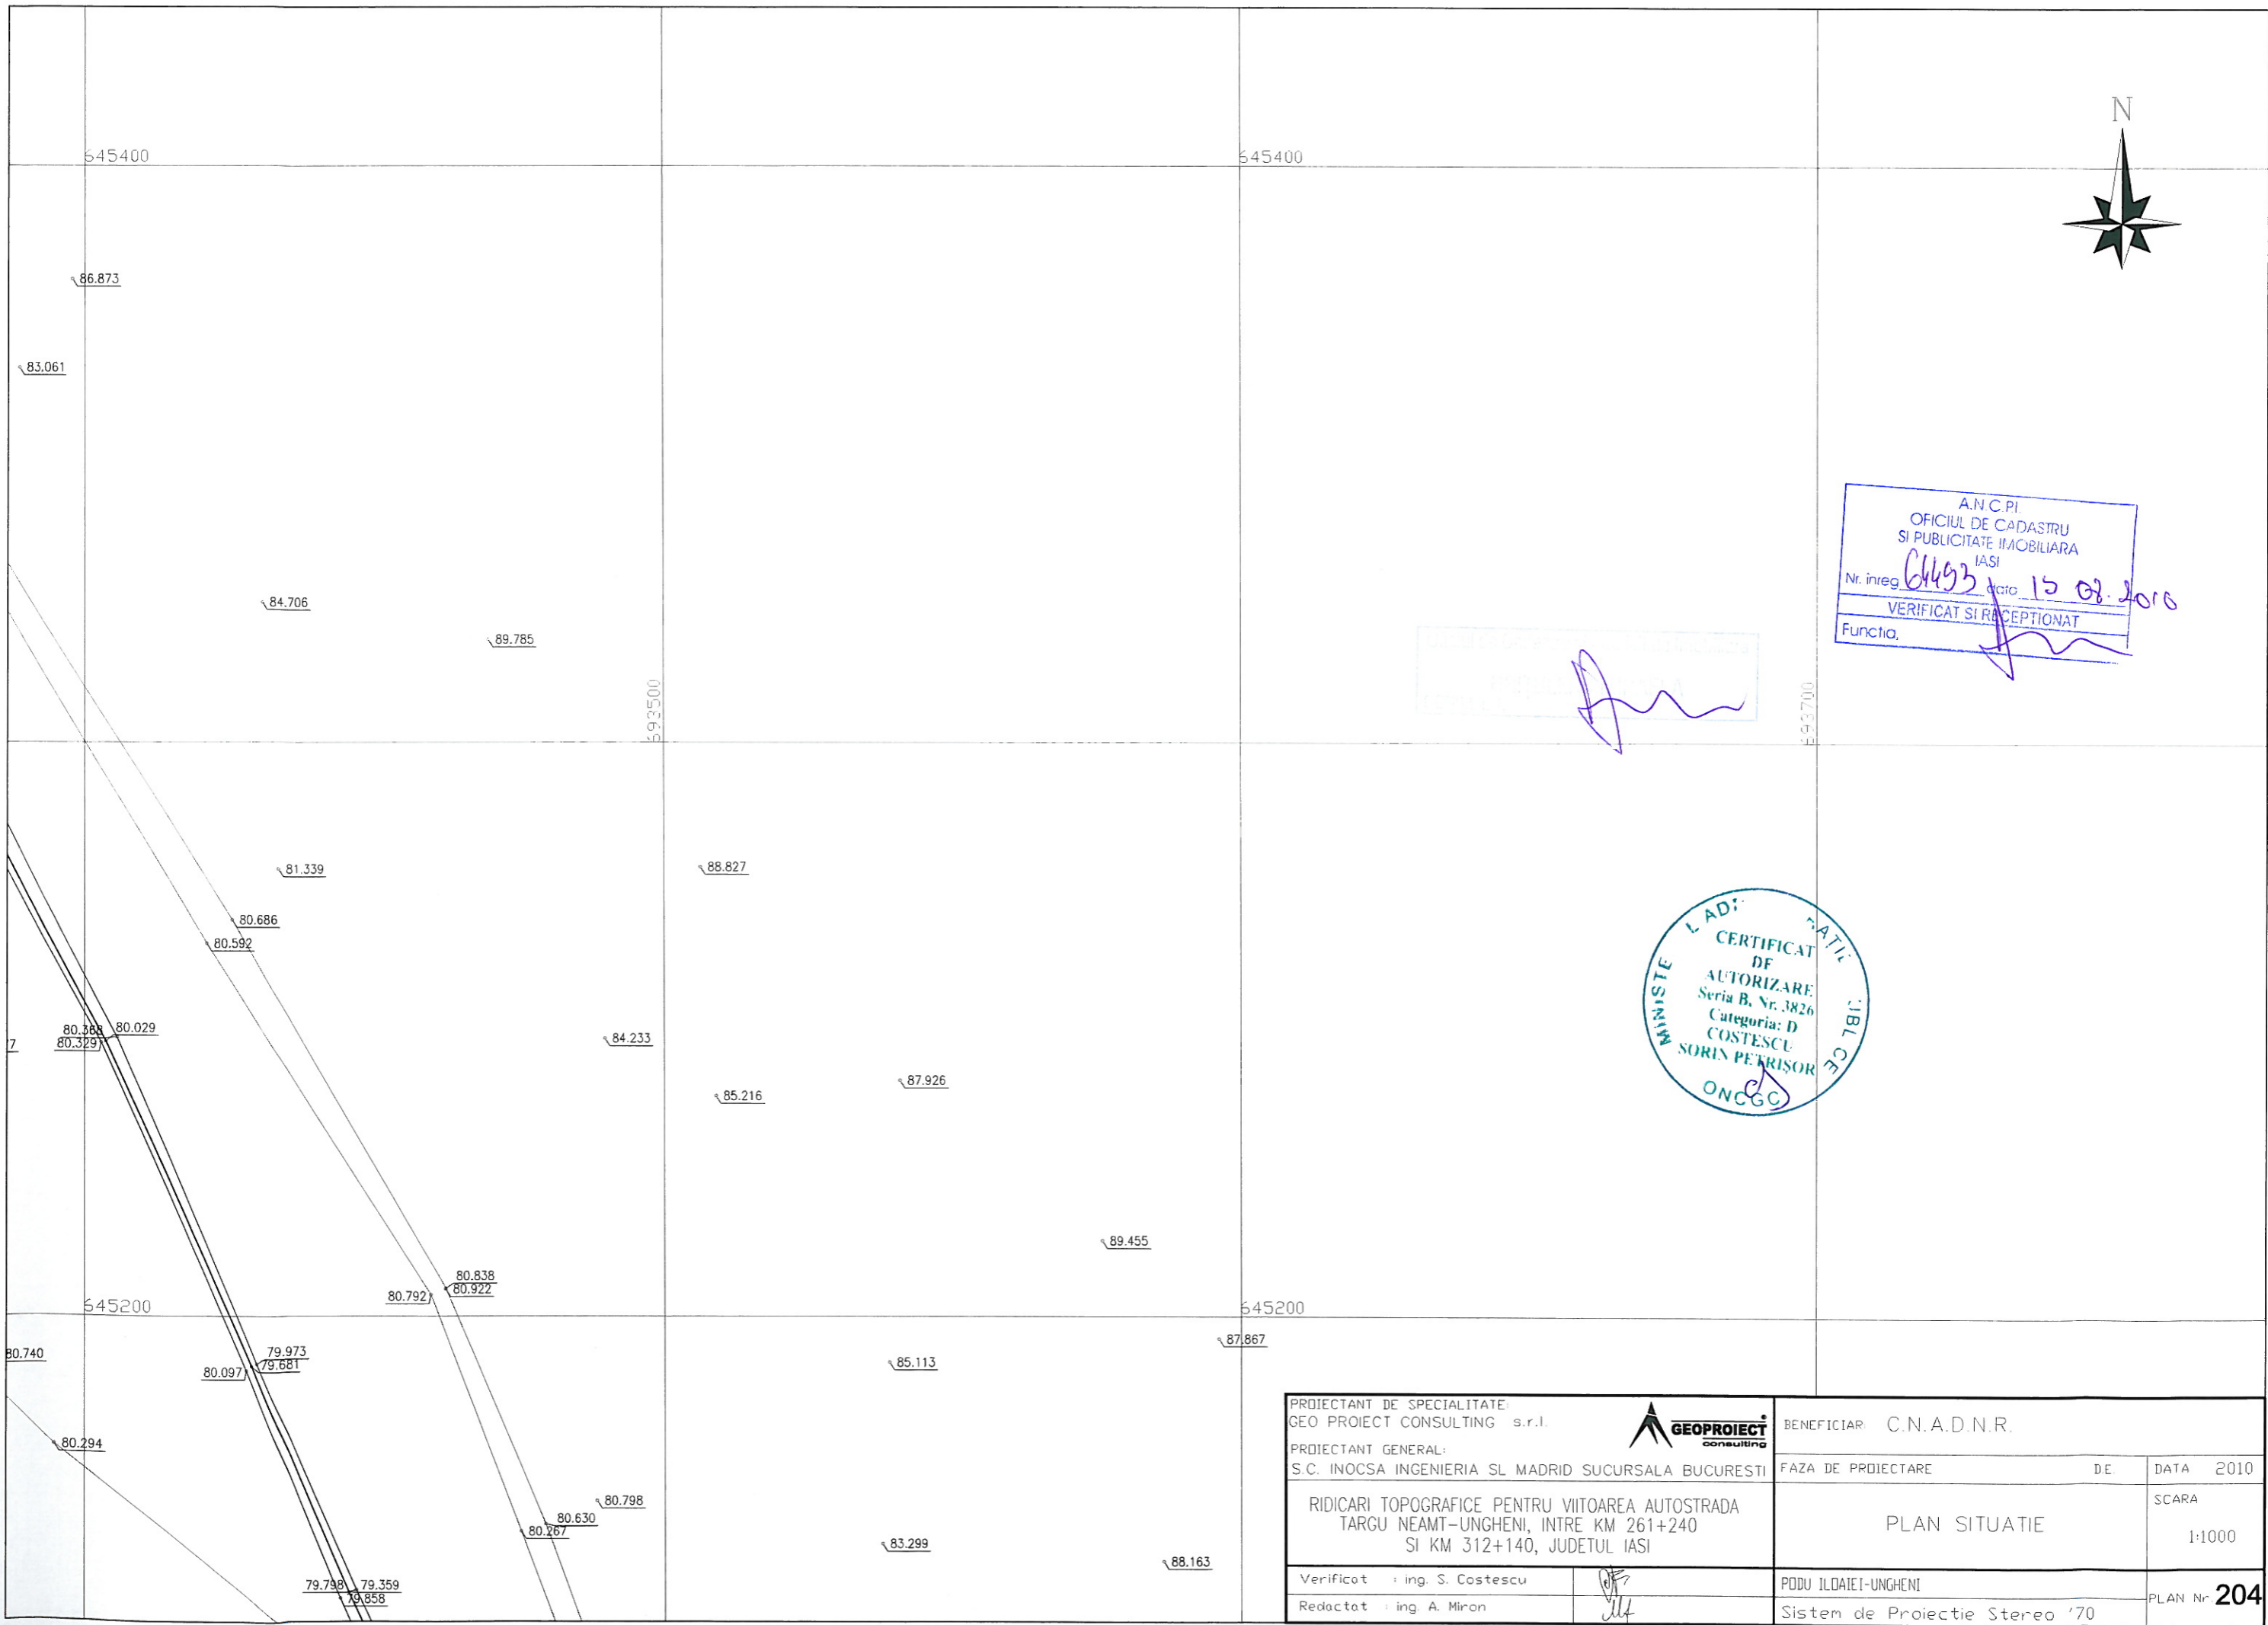 N
645400
645400
86.873
83.061
A.N.C.P.I.
OFICIUL DE CADASTRU
SI PUBLICITATE IMOBILIARA
IASI
Nr. inreg 64493 data 15 08. 2010
VERIFICAT SI RECEPTIONAT
Functia,
84.706
89.785
693500
693700
81.339
88.827
80.686
80.592
80.368
80.029
80.329
7
84.233
87.926
85.216
CERTIFICAT
DE
AUTORIZARE
Seria B, Nr. 3826
Categoria: D
COSTESCU
SORIN PETRIȘOR
ONCGC
89.455
80.838
80.922
80.792
645200
645200
87.867
80.740
79.973
79.681
80.097
85.113
80.294
80.798
80.630
80.267
83.299
88.163
79.798
79.359
79.858
PROIECTANT DE SPECIALITATE:
GEO PROIECT CONSULTING s.r.l.
GEOPROIECT
consulting
PROIECTANT GENERAL:
S.C. INOCSA INGENIERIA SL MADRID SUCURSALA BUCURESTI
BENEFICIAR: C.N.A.D.N.R.
FAZA DE PROIECTARE D.E.
DATA 2010
RIDICARI TOPOGRAFICE PENTRU VIITOAREA AUTOSTRADA
TARGU NEAMT-UNGHENI, INTRE KM 261+240
SI KM 312+140, JUDETUL IASI
PLAN SITUATIE
SCARA
1:1000
Verificat : ing. S. Costescu
Redactat : ing. A. Miron
PODU ILOAIEI-UNGHENI
Sistem de Proiectie Stereo '70
PLAN Nr. 204